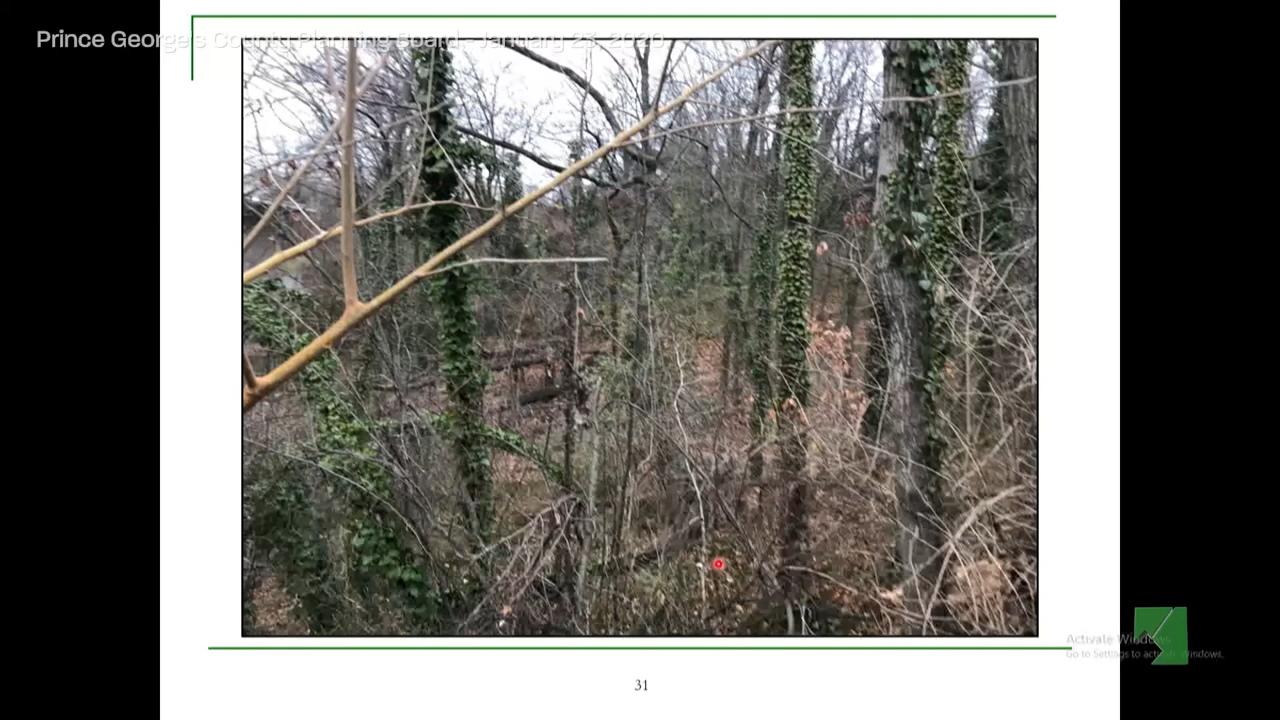 Prince George's County Planning Board - January 23, 2020
31
Activate Windows
Go to Settings to activate Windows.